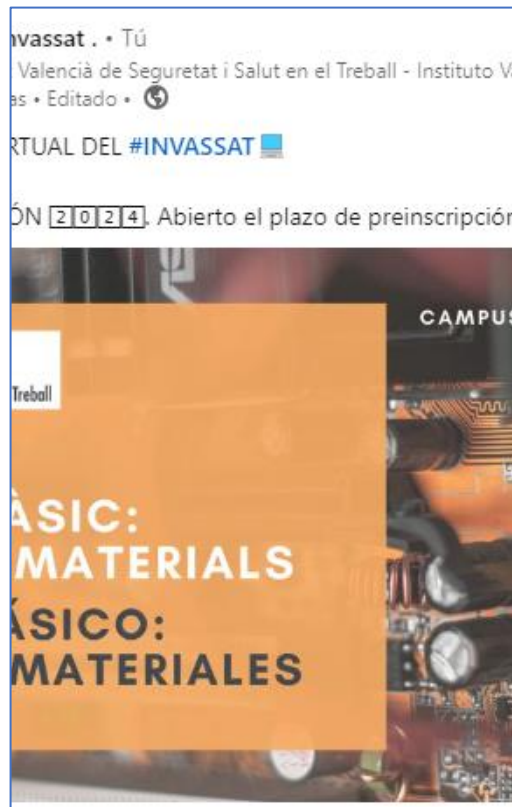 nvassat . • Tú
Valencià de Seguretat i Salut en el Treball - Instituto Va
as • Editado •
RTUAL DEL #INVASSAT
ÓN 2024. Abierto el plazo de preinscripción
CAMPUS
Treball
ÀSIC:
MATERIALS
ÁSICO:
MATERIALES